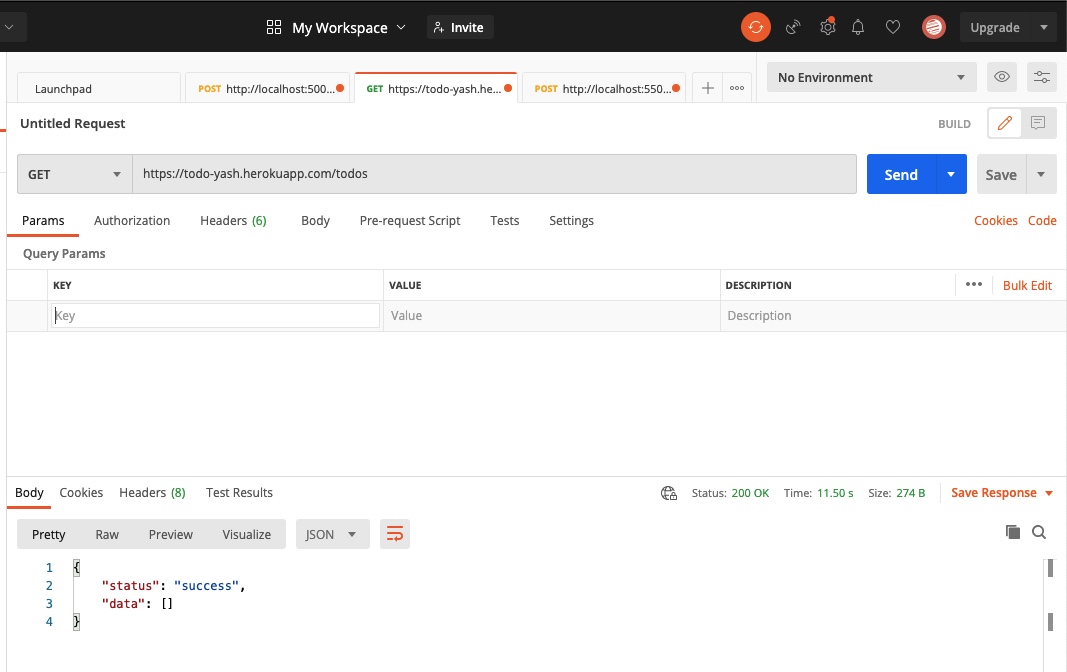 My Workspace Invite Upgrade
Launchpad POST http://localhost:500... GET https://todo-yash.he... POST http://localhost:550... No Environment
Untitled Request BUILD
GET https://todo-yash.herokuapp.com/todos Send Save
Params Authorization Headers (6) Body Pre-request Script Tests Settings Cookies Code
Query Params
KEY VALUE DESCRIPTION Bulk Edit
Key Value Description
Body Cookies Headers (8) Test Results Status: 200 OK Time: 11.50 s Size: 274 B Save Response
Pretty Raw Preview Visualize JSON
1 {
2 "status": "success",
3 "data": []
4 }